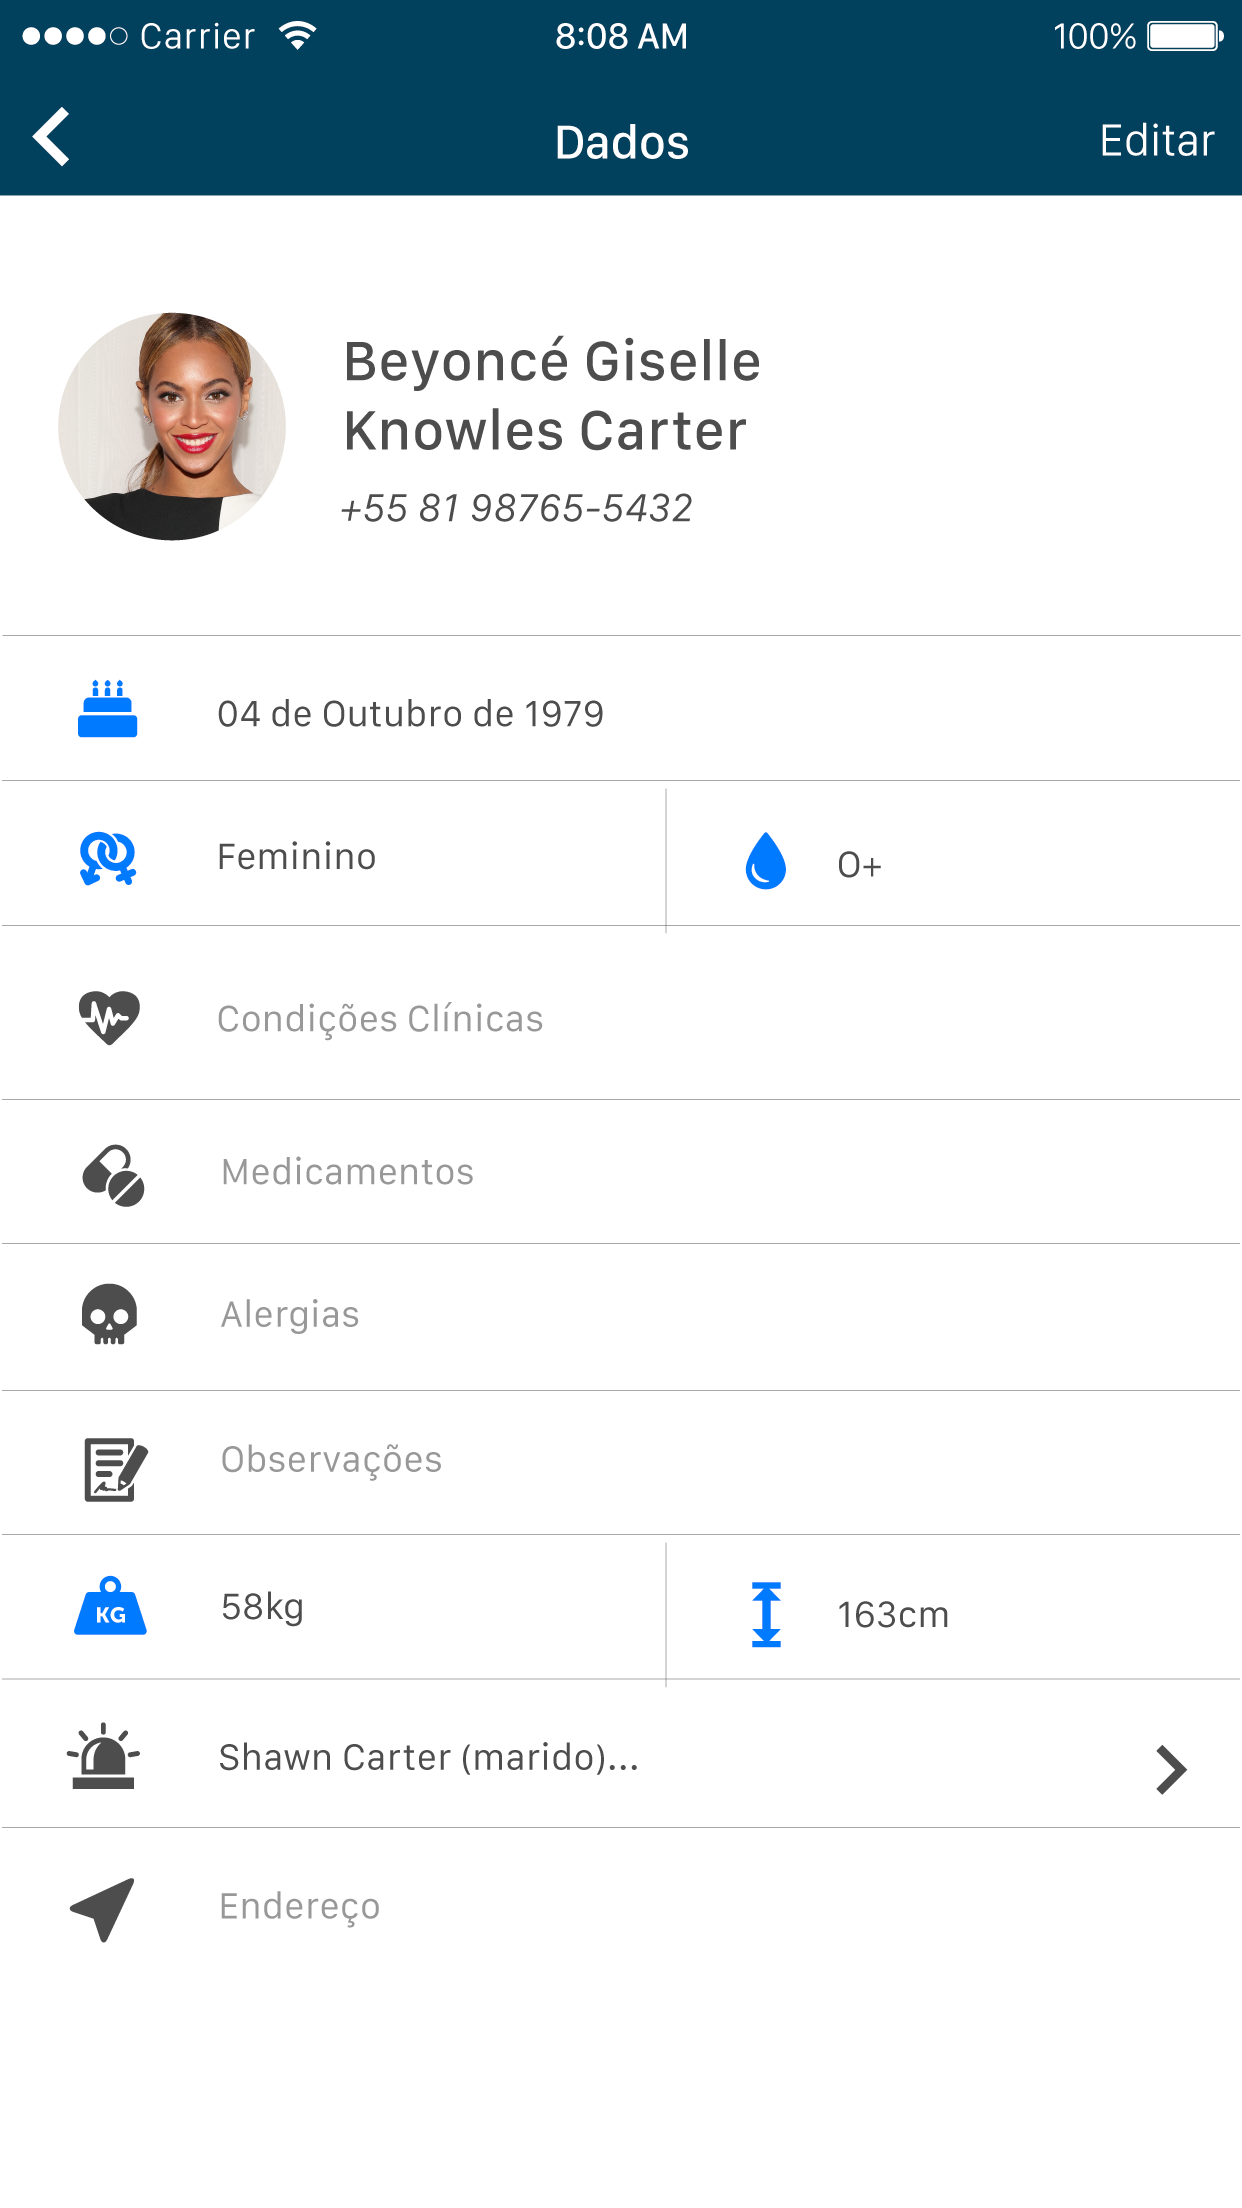 Carrier 8:08 AM 100%
Dados Editar
Beyoncé Giselle
Knowles Carter
+55 81 98765-5432
04 de Outubro de 1979
Feminino O+
Condições Clínicas
Medicamentos
Alergias
Observações
KG 58kg 163cm
Shawn Carter (marido)...
Endereço